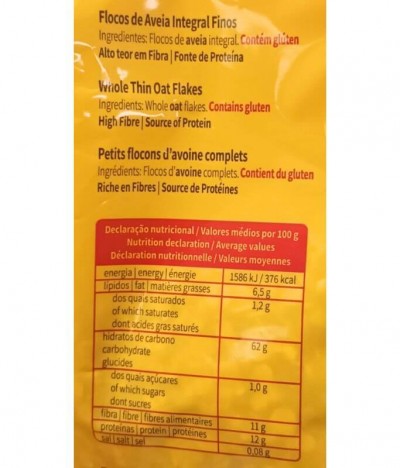 Flocos de Aveia Integral Finos
Ingredientes: Flocos de aveia integral. Contém glúten
Alto teor em Fibra | Fonte de Proteína
Whole Thin Oat Flakes
Ingredients: Whole oat flakes. Contains gluten
High Fibre | Source of Protein
Petits flocons d'avoine complets
Ingrédients: Flocos d'avoine complets. Contient du gluten
Riche en Fibres | Source de Protéines
Declaração nutricional / Valores médios por 100 g
Nutrition declaration / Average values
Déclaration nutritionnelle / Valeurs moyennes
energia | energy | énergie 1586 kJ / 376 kcal
lípidos | fat | matières grasses 6,5 g
dos quais saturados 1,2 g
of which saturates
dont acides gras saturés
hidratos de carbono 62 g
carbohydrate
glucides
dos quais açúcares 1,0 g
of which sugars
dont sucres
fibra | fibre | fibres alimentaires 11 g
proteínas | protein | protéines 12 g
sal | salt | sel 0,08 g